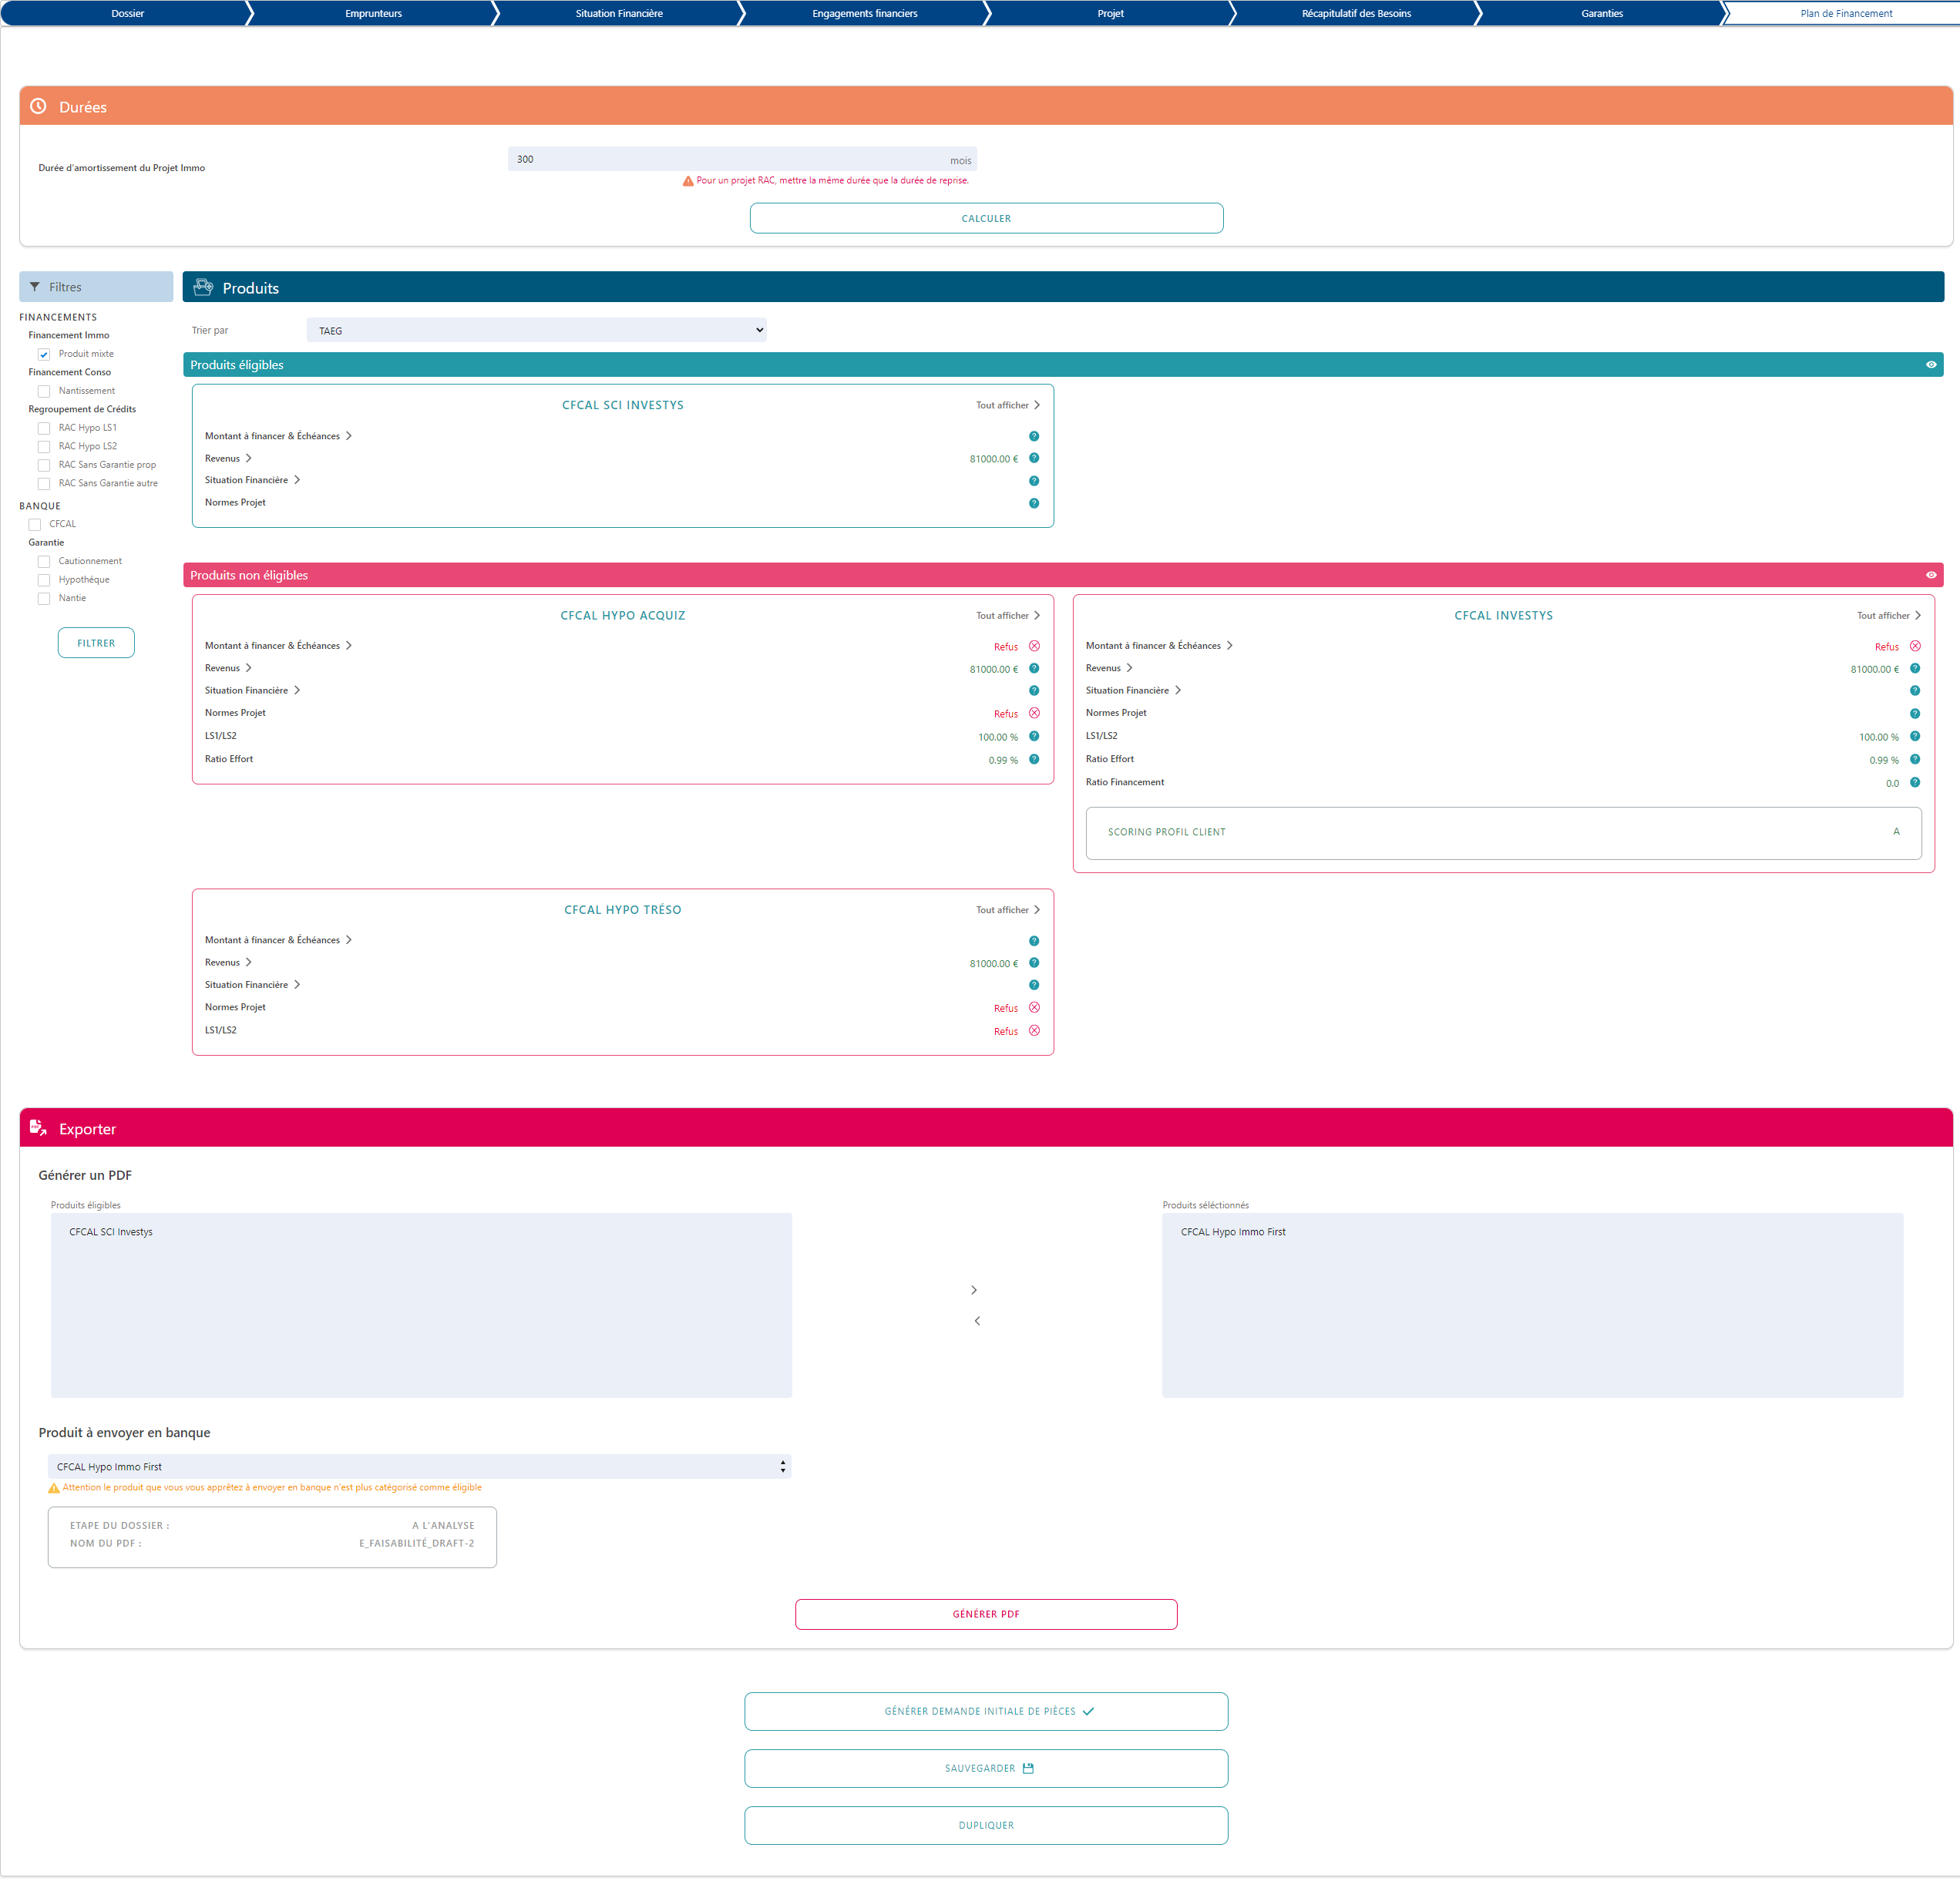 Dossier
Emprunteurs
Situation Financière
Engagements financiers
Projet
Récapitulatif des Besoins
Garanties
Plan de Financement
Durées
Durée d'amortissement du Projet Immo
300
mois
Pour un projet RAC, mettre la même durée que la durée de reprise.
CALCULER
Filtres
FINANCEMENTS
Financement Immo
Produit mixte
Financement Conso
Nantissement
Regroupement de Crédits
RAC Hypo LS1
RAC Hypo LS2
RAC Sans Garantie prop
RAC Sans Garantie autre
BANQUE
CFCAL
Garantie
Cautionnement
Hypothéque
Nantie
FILTRER
Produits
Trier par
TAEG
Produits éligibles
CFCAL SCI INVESTYS
Tout afficher
Montant à financer & Échéances
Revenus
81000.00 €
Situation Financière
Normes Projet
Produits non éligibles
CFCAL HYPO ACQUIZ
Tout afficher
Montant à financer & Échéances
Refus
Revenus
81000.00 €
Situation Financière
Normes Projet
Refus
LS1/LS2
100.00 %
Ratio Effort
0.99 %
CFCAL INVESTYS
Tout afficher
Montant à financer & Échéances
Refus
Revenus
81000.00 €
Situation Financière
Normes Projet
LS1/LS2
100.00 %
Ratio Effort
0.99 %
Ratio Financement
0.0
SCORING PROFIL CLIENT
A
CFCAL HYPO TRÉSO
Tout afficher
Montant à financer & Échéances
Revenus
81000.00 €
Situation Financière
Normes Projet
Refus
LS1/LS2
Refus
Exporter
Générer un PDF
Produits éligibles
CFCAL SCI Investys
Produits séléctionnés
CFCAL Hypo Immo First
Produit à envoyer en banque
CFCAL Hypo Immo First
Attention le produit que vous vous apprêtez à envoyer en banque n'est plus catégorisé comme éligible
ETAPE DU DOSSIER :
A L'ANALYSE
NOM DU PDF :
E_FAISABILITÉ_DRAFT-2
GÉNÉRER PDF
GÉNÉRER DEMANDE INITIALE DE PIÈCES
SAUVEGARDER
DUPLIQUER